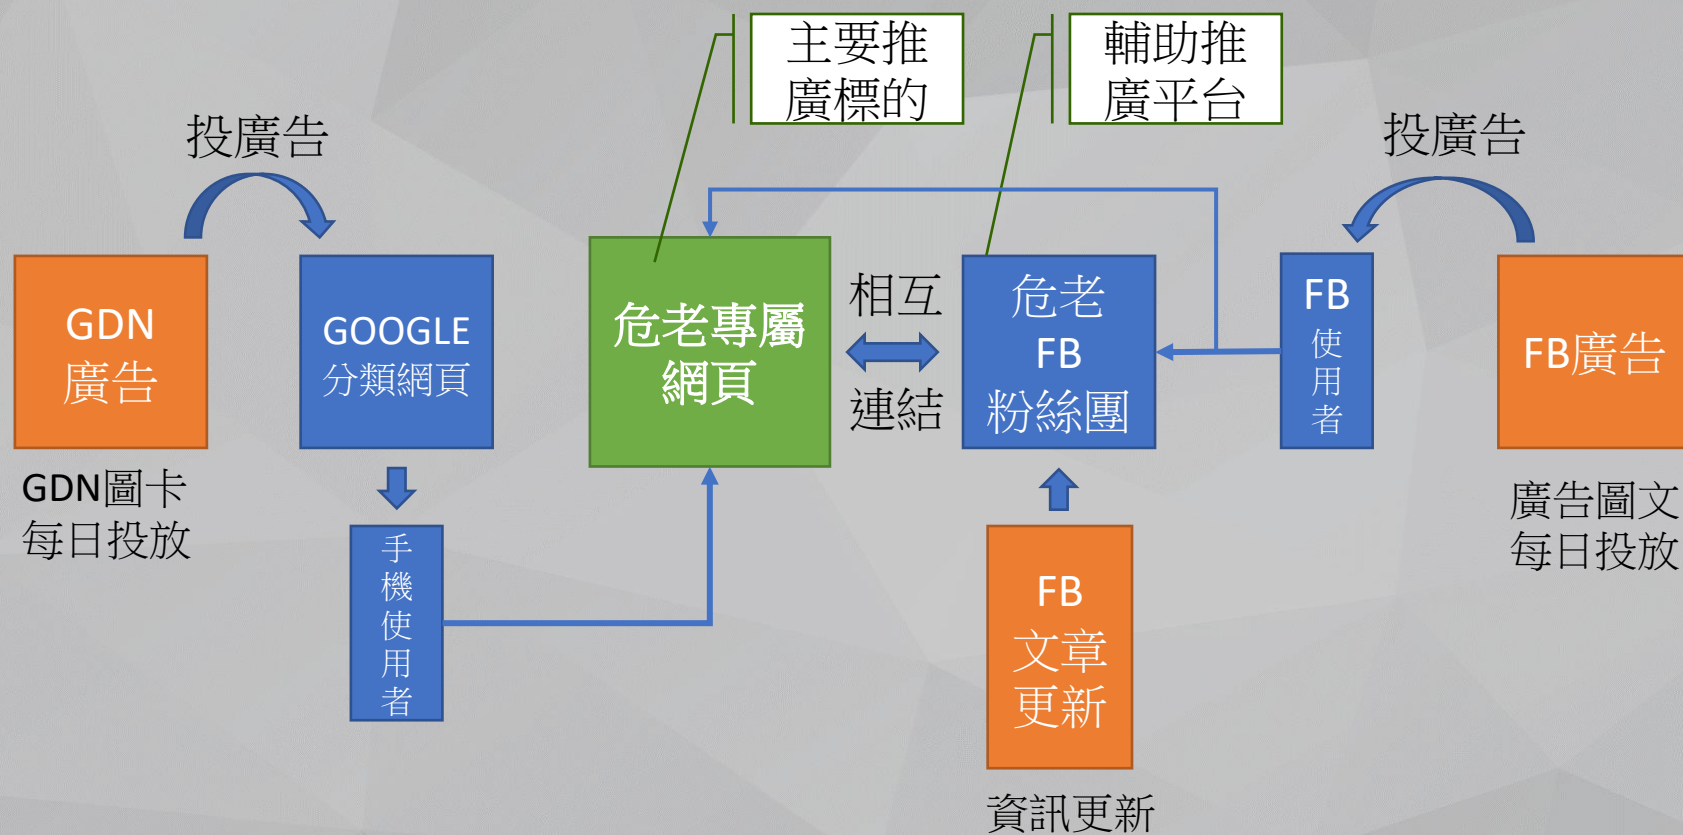 主要推
廣標的
輔助推
廣平台
投廣告
投廣告
GDN
廣告
GOOGLE
分類網頁
危老專屬
網頁
相互
連結
危老
FB
粉絲團
FB
使
用
者
FB廣告
GDN圖卡
每日投放
廣告圖文
每日投放
手
機
使
用
者
FB
文章
更新
資訊更新